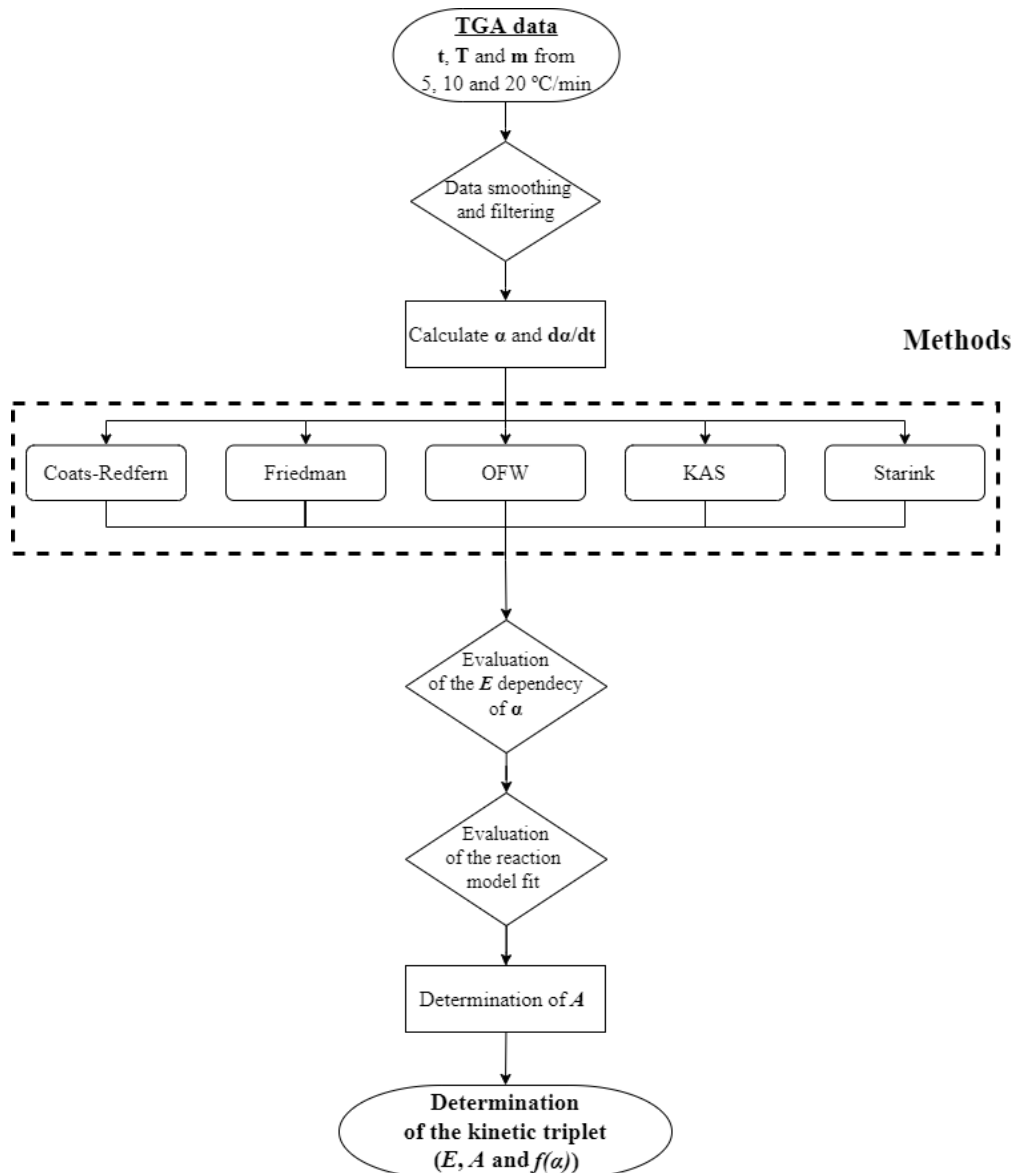 TGA data
t, T and m from
5, 10 and 20 °C/min
Data smoothing
and filtering
Calculate α and dα/dt
Methods
Coats-Redfern
Friedman
OFW
KAS
Starink
Evaluation
of the E dependecy
of α
Evaluation
of the reaction
model fit
Determination of A
Determination
of the kinetic triplet
(E, A and f(α))